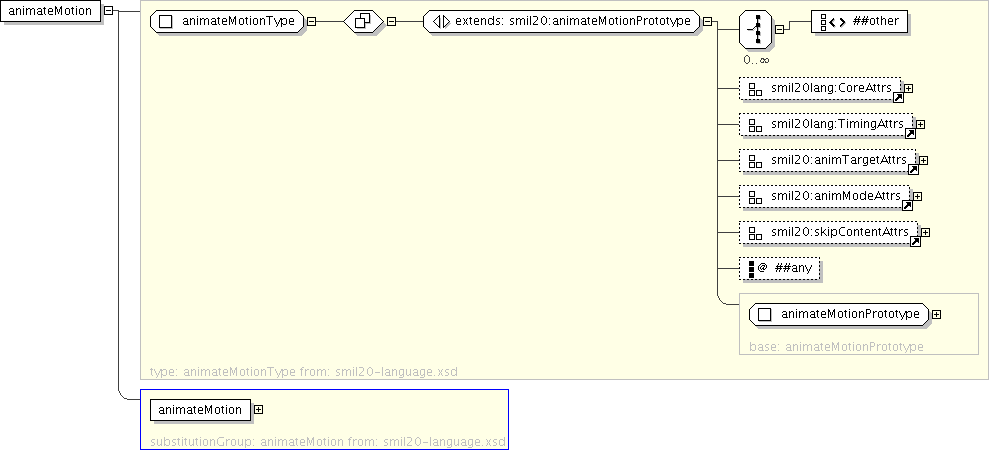 animateMotion
animateMotionType
extends: smil20:animateMotionPrototype
##other
0..∞
smil20lang:CoreAttrs
smil20lang:TimingAttrs
smil20:animTargetAttrs
smil20:animModeAttrs
smil20:skipContentAttrs
@ ##any
animateMotionPrototype
base: animateMotionPrototype
type: animateMotionType from: smil20-language.xsd
animateMotion
substitutionGroup: animateMotion from: smil20-language.xsd